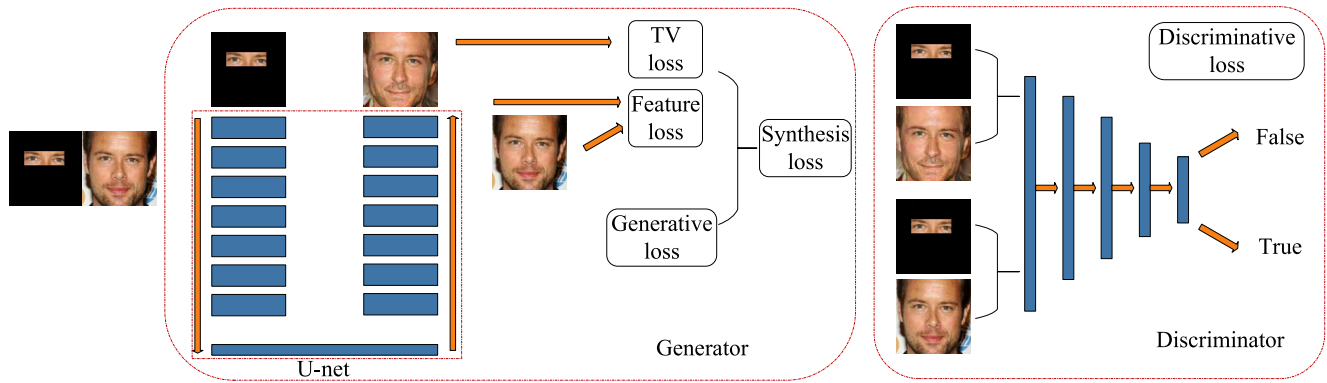 TV
loss
Feature
loss
Synthesis
loss
Generative
loss
Generator
U-net
Discriminative
loss
False
True
Discriminator